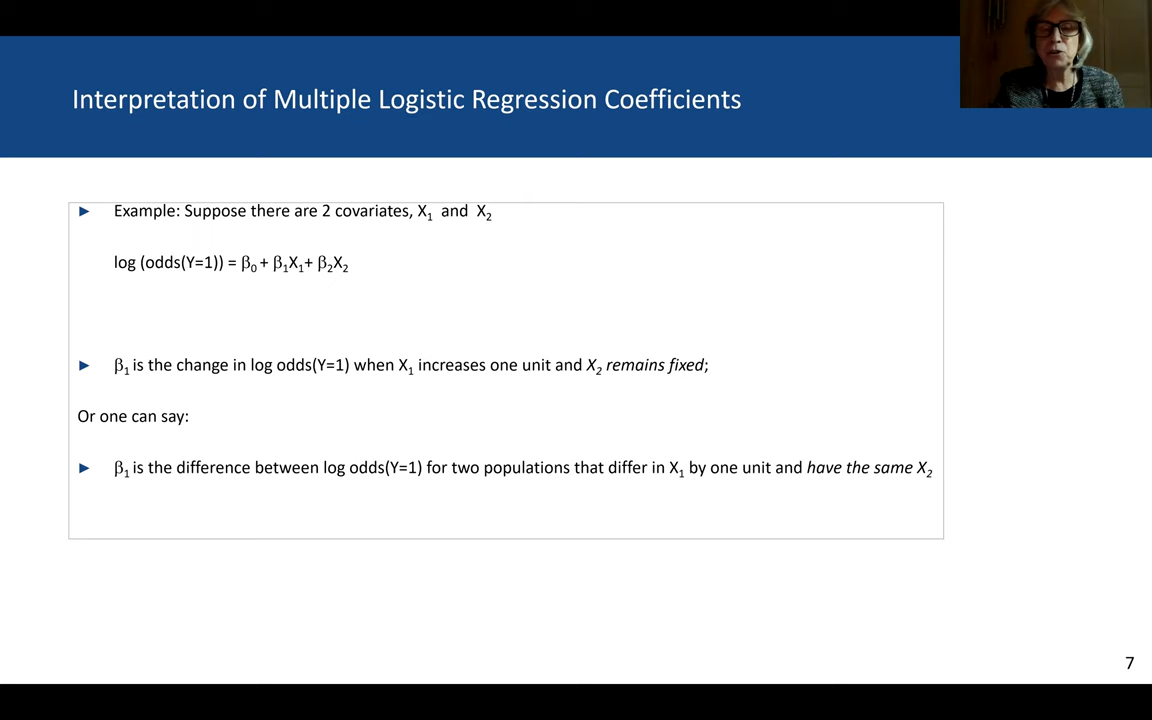 Interpretation of Multiple Logistic Regression Coefficients
► Example: Suppose there are 2 covariates, X₁ and X₂
log (odds(Y=1)) = β₀ + β₁X₁+ β₂X₂
► β₁ is the change in log odds(Y=1) when X₁ increases one unit and X₂ remains fixed;
Or one can say:
► β₁ is the difference between log odds(Y=1) for two populations that differ in X₁ by one unit and have the same X₂
7